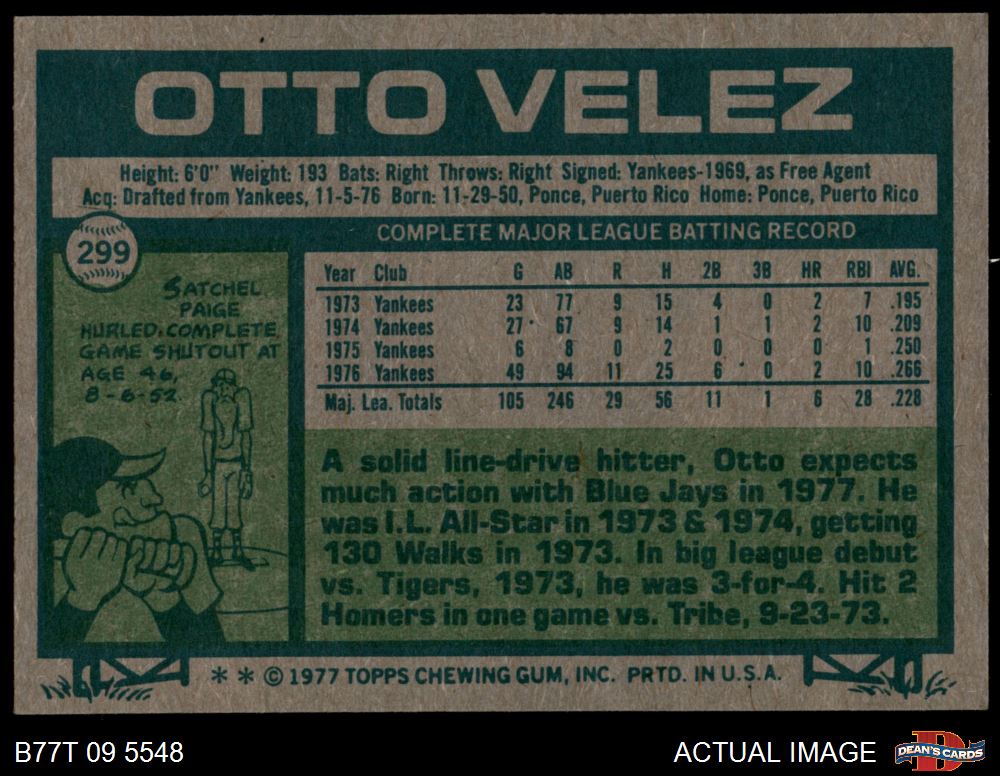 OTTO VELEZ
Height: 6'0" Weight: 193 Bats: Right Throws: Right Signed: Yankees-1969, as Free Agent
Acq: Drafted from Yankees, 11-5-76 Born: 11-29-50, Ponce, Puerto Rico Home: Ponce, Puerto Rico
299
SATCHEL
PAIGE
HURLED COMPLETE
GAME SHUTOUT AT
AGE 46,
8-6-52.
COMPLETE MAJOR LEAGUE BATTING RECORD
Year Club G AB R H 2B 3B HR RBI AVG.
1973 Yankees 23 77 9 15 4 0 2 7 .195
1974 Yankees 27 67 9 14 1 1 2 10 .209
1975 Yankees 6 8 0 2 0 0 0 1 .250
1976 Yankees 49 94 11 25 6 0 2 10 .266
Maj. Lea. Totals 105 246 29 56 11 1 6 28 .228
A solid line-drive hitter, Otto expects
much action with Blue Jays in 1977. He
was I.L. All-Star in 1973 & 1974, getting
130 Walks in 1973. In big league debut
vs. Tigers, 1973, he was 3-for-4. Hit 2
Homers in one game vs. Tribe, 9-23-73.
* * © 1977 TOPPS CHEWING GUM, INC. PRTD. IN U.S.A.
B77T 09 5548
ACTUAL IMAGE
D
DEAN'S CARDS